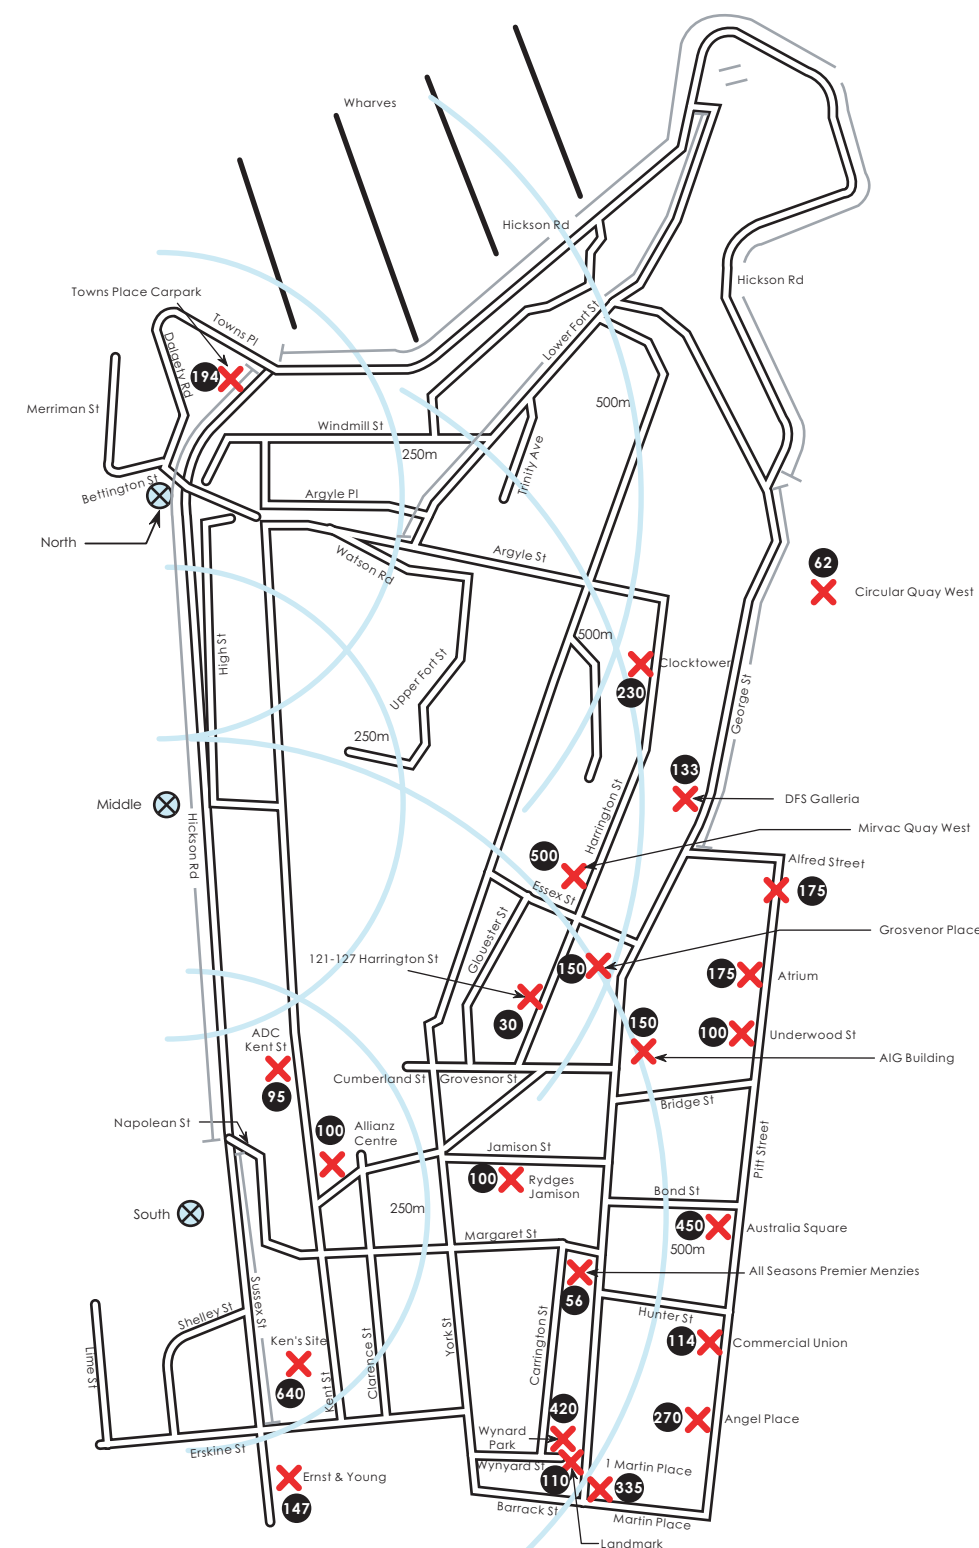 Wharves
Hickson Rd
Hickson Rd
Towns Place Carpark
Towns Pl
Dalgety Rd
194
Lower Fort St
Merriman St
500m
Windmill St
250m
Trinity Ave
Bettington St
Argyle Pl
North
Argyle St
Watson Rd
62
Circular Quay West
High St
500m
Clocktower
230
Upper Fort St
George St
250m
133
DFS Galleria
Middle
Hickson Rd
Harrington St
Mirvac Quay West
500
Alfred Street
Essex St
175
Glouester St
Grosvenor Place
121-127 Harrington St
150
175
Atrium
30
150
100
Underwood St
ADC
Kent St
AIG Building
Cumberland St
Grovesnor St
95
Bridge St
Napolean St
100
Allianz
Centre
Jamison St
Pitt Street
100
Rydges
Jamison
Bond St
South
250m
450
Australia Square
Margaret St
500m
All Seasons Premier Menzies
56
Sussex St
Shelley St
Hunter St
Ken's Site
114
Commercial Union
Lime St
Clarence St
York St
Carrington St
640
Kent St
420
270
Angel Place
Wynard
Park
Erskine St
Wynyard St
1 Martin Place
Ernst & Young
110
335
147
Barrack St
Martin Place
Landmark